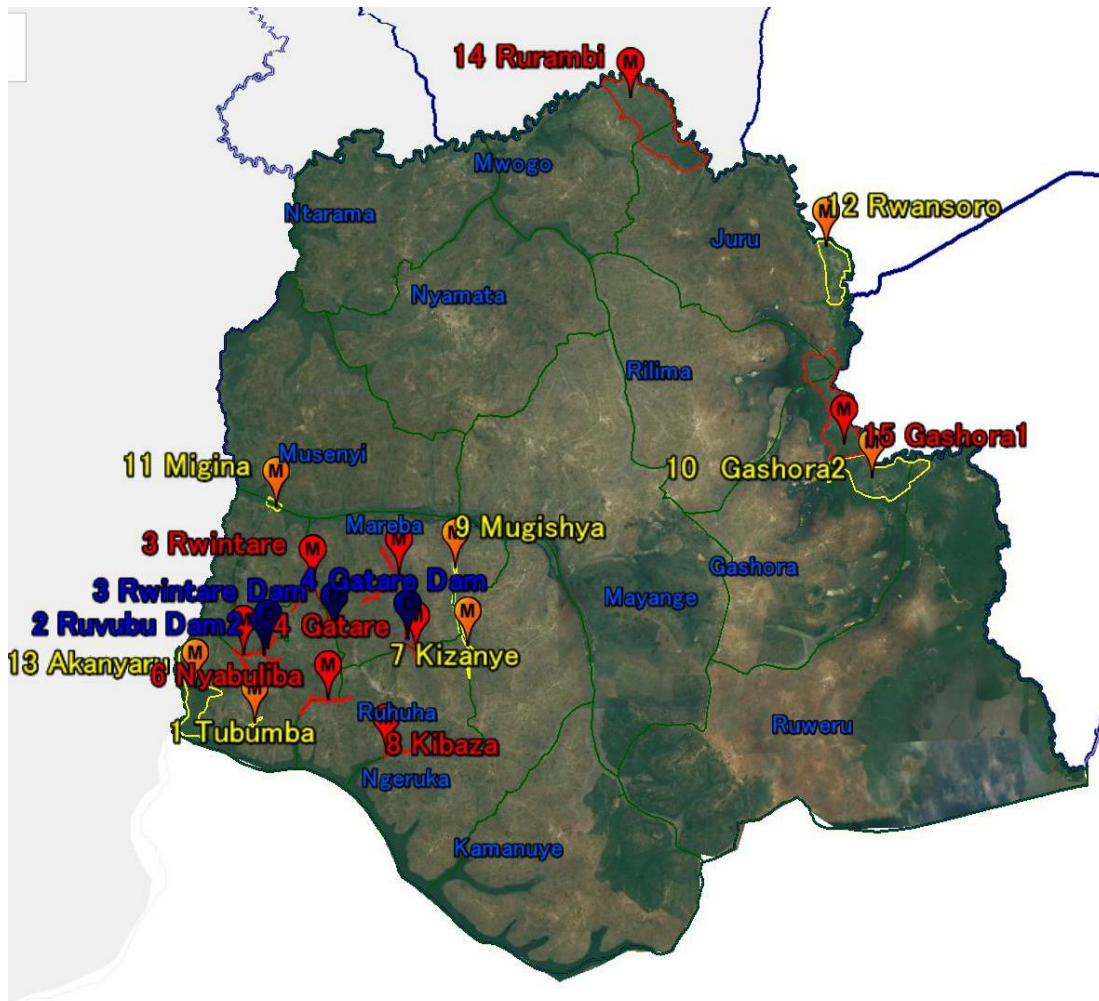 14 Rurambi
Mwogo
12 Rwansoro
Ntarama
Juru
Nyamata
Rilima
15 Gashora1
Musenyi
11 Migina
10 Gashora2
Mareba
9 Mugishya
3 Rwintare
Gashora
4 Gatare Dam
3 Rwintare Dam
Mayange
2 Ruvubu Dam2
4 Gatare
7 Kizanye
13 Akanyaru
6 Nyabuliba
Ruhuha
Ruweru
1 Tubumba
8 Kibaza
Ngeruka
Kamanuye